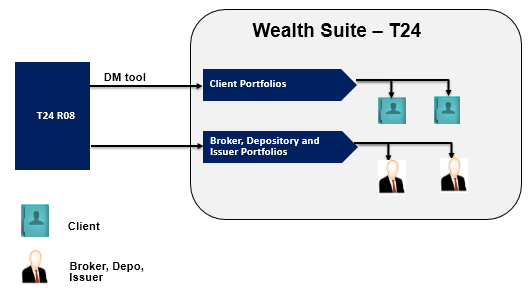 Wealth Suite – T24
DM tool
T24 R08
Client Portfolios
Broker, Depository and
Issuer Portfolios
Client
Broker, Depo,
Issuer